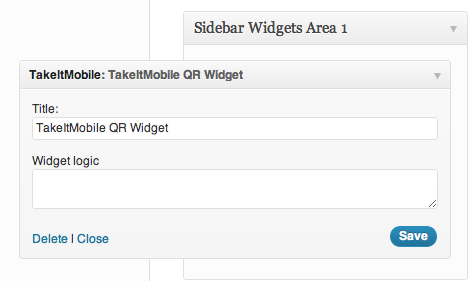 Sidebar Widgets Area 1
TakeItMobile: TakeItMobile QR Widget
Title:
TakeItMobile QR Widget
Widget logic
Delete | Close
Save